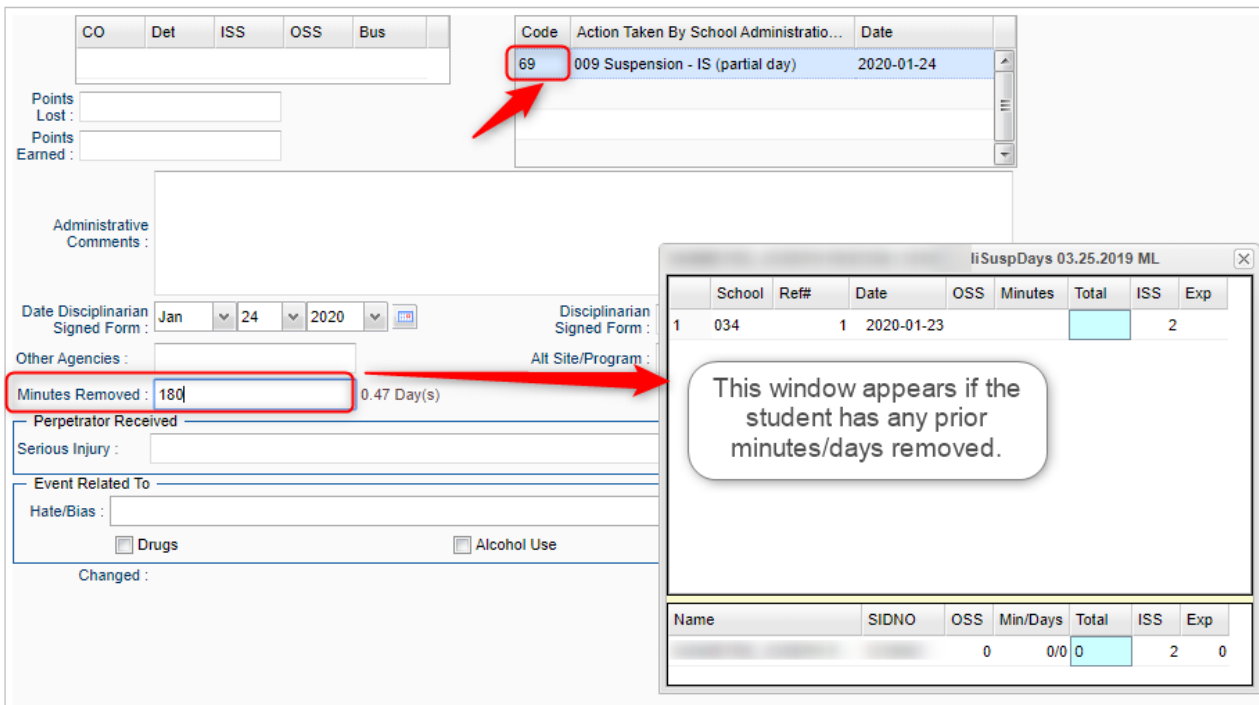 CO Det ISS OSS Bus
Code Action Taken By School Administratio... Date
69 009 Suspension - IS (partial day) 2020-01-24
Points
Lost :
Points
Earned :
Administrative
Comments :
Date Disciplinarian
Signed Form :
Jan 24 2020
Disciplinarian
Signed Form :
Other Agencies :
Alt Site/Program :
Minutes Removed : 180 0.47 Day(s)
Perpetrator Received
Serious Injury :
Event Related To
Hate/Bias :
Drugs Alcohol Use
Changed :
liSuspDays 03.25.2019 ML
School Ref# Date OSS Minutes Total ISS Exp
1 034 1 2020-01-23 2
This window appears if the
student has any prior
minutes/days removed.
Name SIDNO OSS Min/Days Total ISS Exp
0 0/0 0 2 0